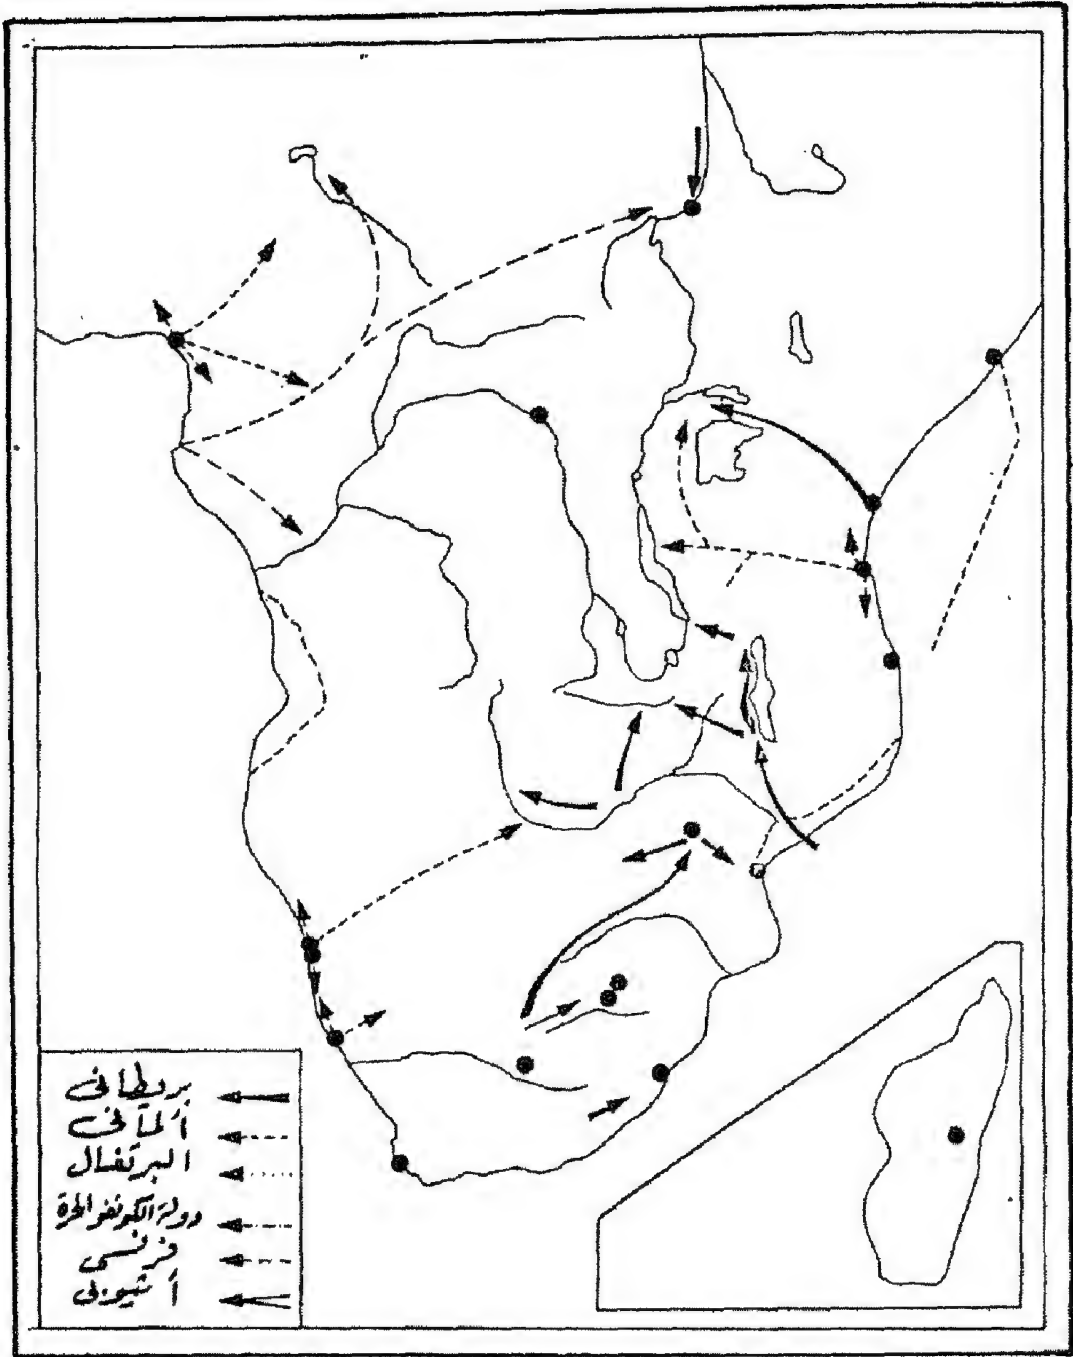 بريطاني
ألماني
البرتغال
دولة الكونغو الحرة
فرنسي
أثيوبي